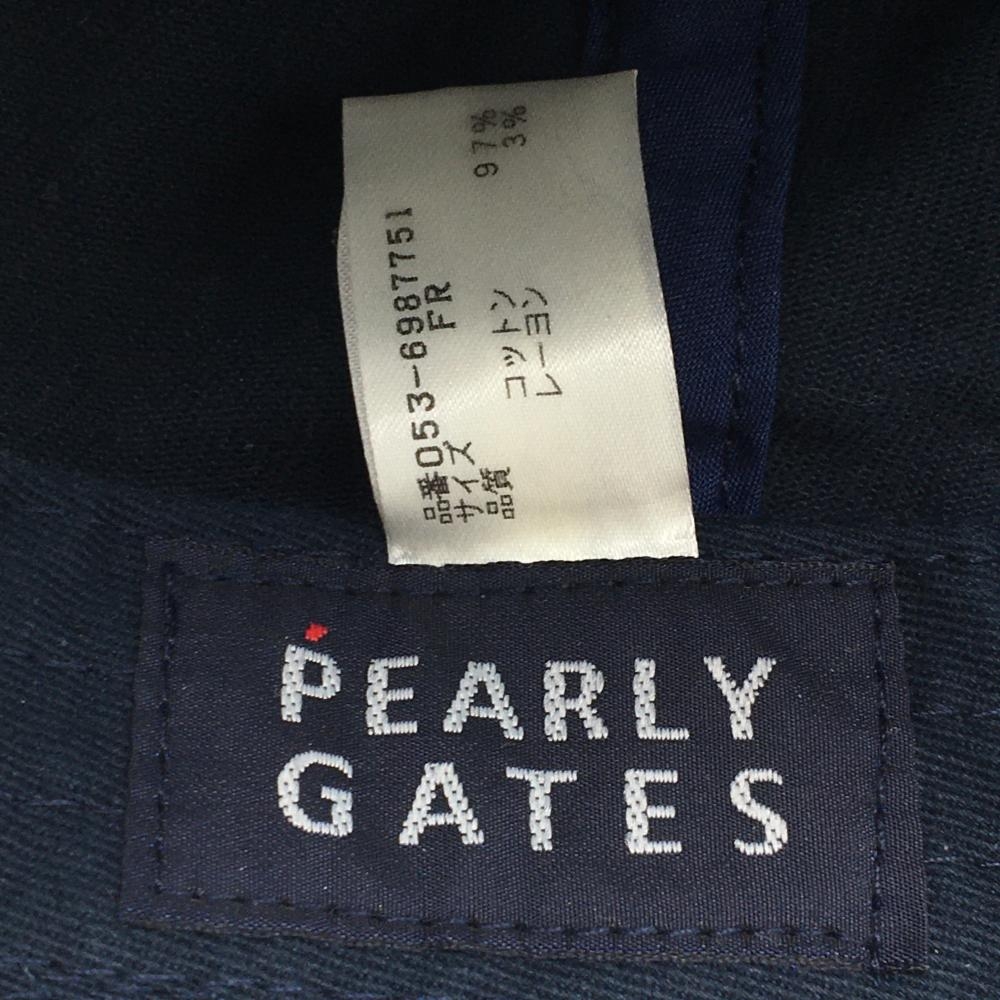 品番053-6987751
サイズ FR
品質 コットン 97%
レーヨン 3%
PEARLY
GATES